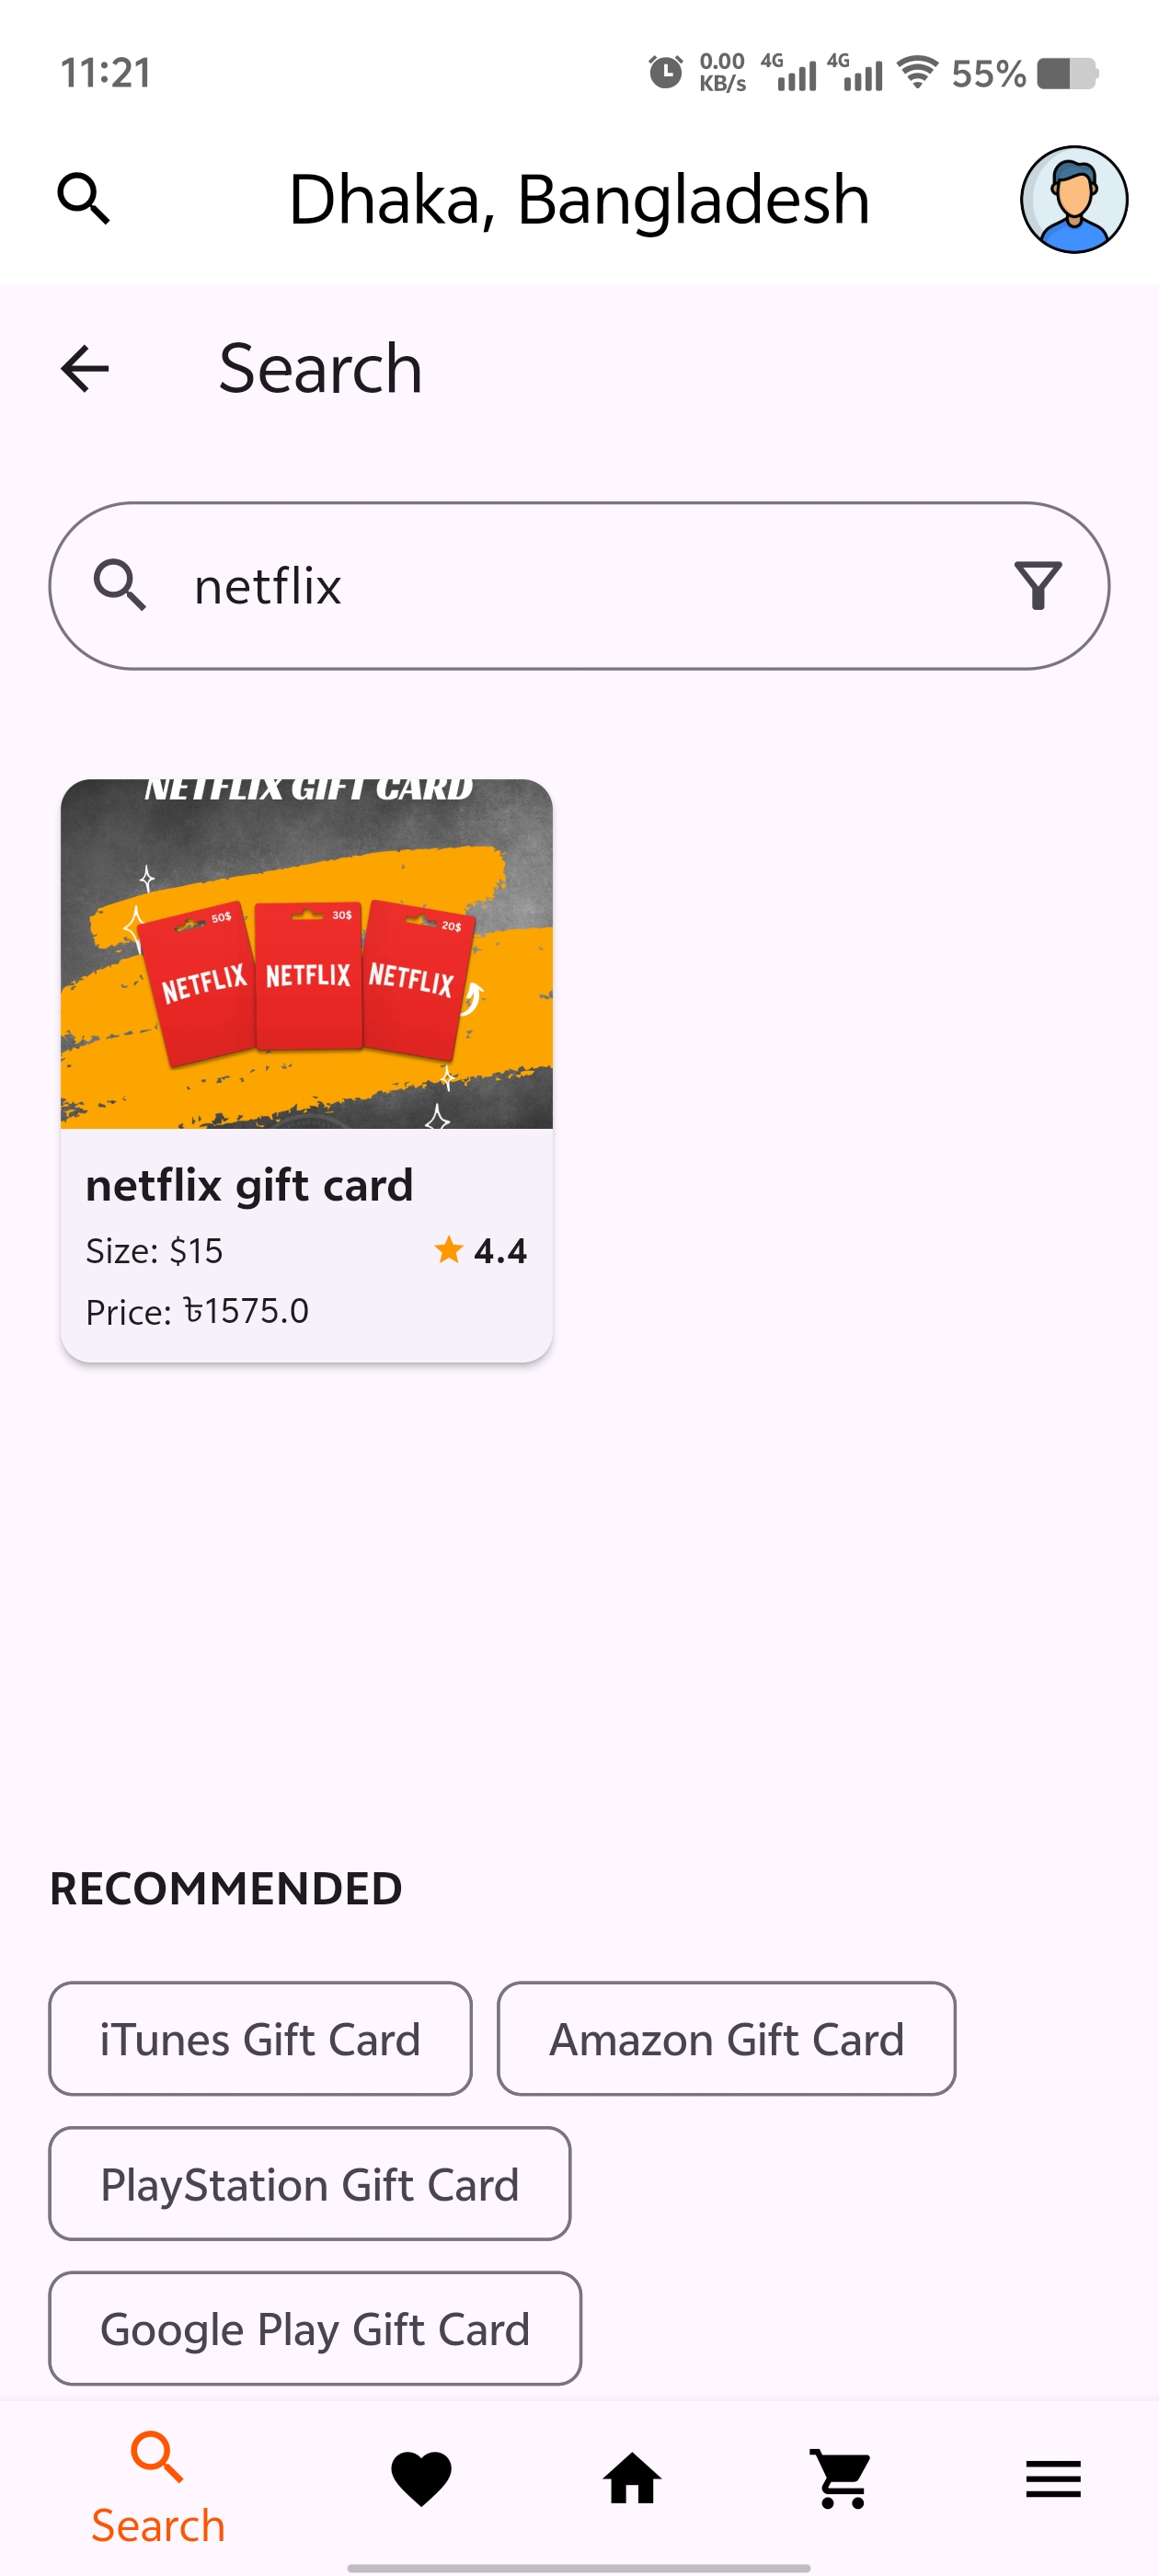 11:21
0.00 KB/s 4G 4G 55%
Dhaka, Bangladesh
Search
netflix
NETFLIX GIFT CARD
50$ 30$ 20$
NETFLIX NETFLIX NETFLIX
netflix gift card
Size: $15 4.4
Price: ৳1575.0
RECOMMENDED
iTunes Gift Card Amazon Gift Card
PlayStation Gift Card
Google Play Gift Card
Search